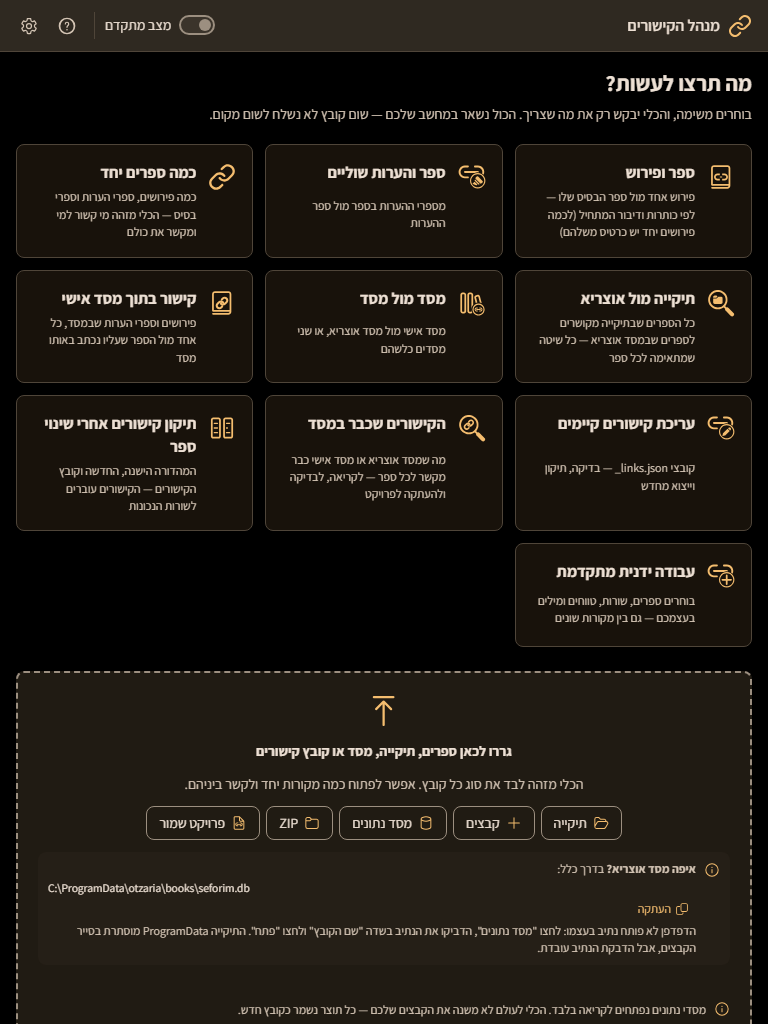 מנהל הקישורים
מצב מתקדם
מה תרצו לעשות?
בוחרים משימה, והכלי יבקש רק את מה שצריך. הכול נשאר במחשב שלכם — שום קובץ לא נשלח לשום מקום.
ספר ופירוש
פירוש אחד מול ספר הבסיס שלו —
לפי כותרות ודיבור המתחיל (לכמה
פירושים יחד יש כרטיס משלהם)
ספר והערות שוליים
מספרי ההערות בספר מול ספר
ההערות
כמה ספרים יחד
כמה פירושים, ספרי הערות וספרי
בסיס — הכלי מזהה מי קשור למי
ומקשר את כולם
תיקייה מול אוצריא
כל הספרים שבתיקייה מקושרים
לספרים שבמסד אוצריא — כל שיטה
שמתאימה לכל ספר
מסד מול מסד
מסד אישי מול מסד אוצריא, או שני
מסדים כלשהם
קישור בתוך מסד אישי
פירושים וספרי הערות שבמסד, כל
אחד מול הספר שעליו נכתב באותו
מסד
עריכת קישורים קיימים
קובצי ‎_links.json — בדיקה, תיקון
וייצוא מחדש
הקישורים שכבר במסד
מה שמסד אוצריא או מסד אישי כבר
מקשר לכל ספר — לקריאה, לבדיקה
ולהעתקה לפרויקט
תיקון קישורים אחרי שינוי
ספר
המהדורה הישנה, החדשה וקובץ
הקישורים — הקישורים עוברים
לשורות הנכונות
עבודה ידנית מתקדמת
בוחרים ספרים, שורות, טווחים ומילים
בעצמכם — גם בין מקורות שונים
גררו לכאן ספרים, תיקייה, מסד או קובץ קישורים
הכלי מזהה לבד את סוג כל קובץ. אפשר לפתוח כמה מקורות יחד ולקשר ביניהם.
תיקייה
קבצים
מסד נתונים
ZIP
פרויקט שמור
איפה מסד אוצריא? בדרך כלל:
C:\ProgramData\otzaria\books\seforim.db
העתקה
הדפדפן לא פותח נתיב בעצמו: לחצו "מסד נתונים", הדביקו את הנתיב בשדה "שם הקובץ" ולחצו "פתח". התיקייה ProgramData מוסתרת בסייר
הקבצים, אבל הדבקת הנתיב עובדת.
מסדי נתונים נפתחים לקריאה בלבד. הכלי לעולם לא משנה את הקבצים שלכם — כל תוצר נשמר כקובץ חדש.